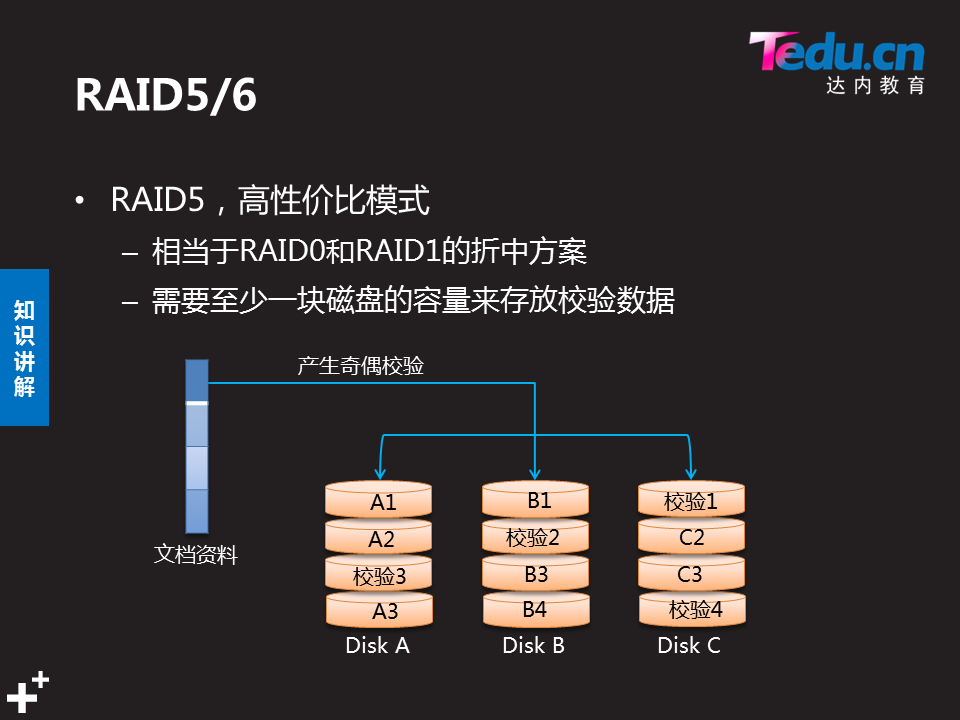 Tedu.cn
达内教育
RAID5/6
• RAID5，高性价比模式
– 相当于RAID0和RAID1的折中方案
– 需要至少一块磁盘的容量来存放校验数据
知识讲解
产生奇偶校验
A1 B1 校验1
A2 校验2 C2
校验3 B3 C3
A3 B4 校验4
文档资料
Disk A Disk B Disk C